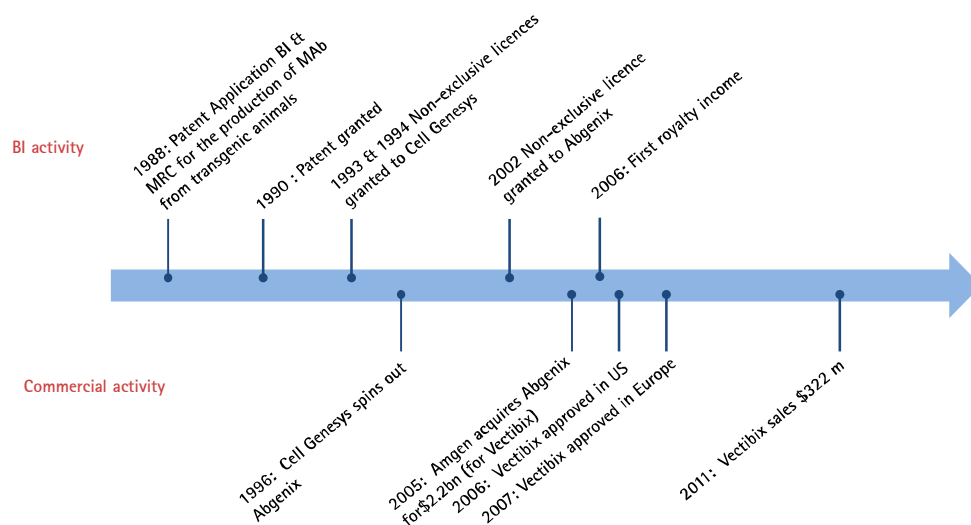 BI activity
1988: Patent Application BI &
MRC for the production of MAb
from transgenic animals
1990 : Patent granted
1993 & 1994 Non-exclusive licences
granted to Cell Genesys
2002 Non-exclusive licence
granted to Abgenix
2006: First royalty income
Commercial activity
1996: Cell Genesys spins out
Abgenix
2005: Amgen acquires Abgenix
for$2.2bn (for Vectibix)
2006: Vectibix approved in US
2007: Vectibix approved in Europe
2011: Vectibix sales $322 m